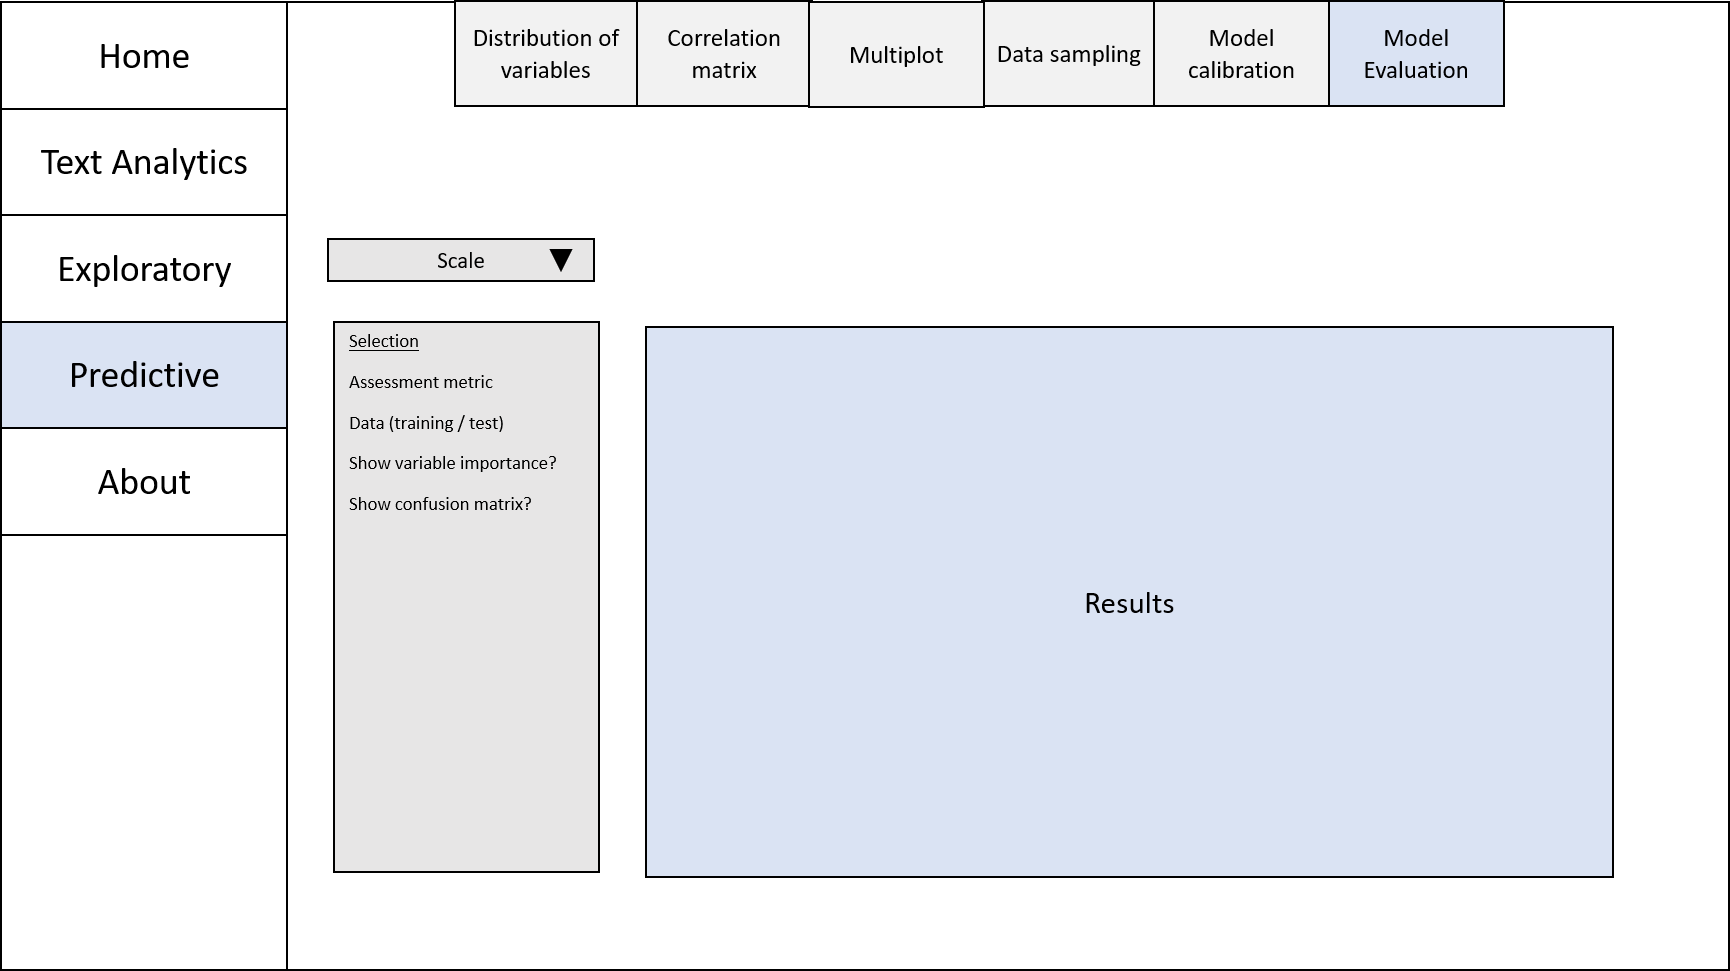 Home
Text Analytics
Exploratory
Predictive
About
Distribution of
variables
Correlation
matrix
Multiplot
Data sampling
Model
calibration
Model
Evaluation
Scale
Selection
Assessment metric
Data (training / test)
Show variable importance?
Show confusion matrix?
Results